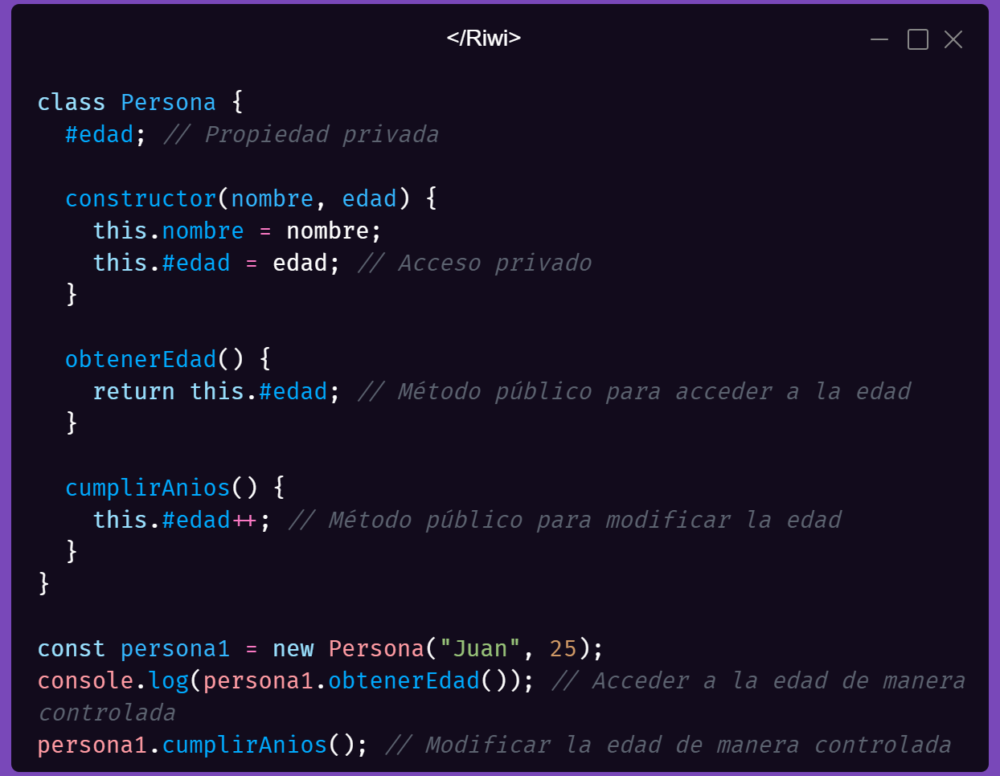 </Riwi>
class Persona {
  #edad; // Propiedad privada

  constructor(nombre, edad) {
    this.nombre = nombre;
    this.#edad = edad; // Acceso privado
  }

  obtenerEdad() {
    return this.#edad; // Método público para acceder a la edad
  }

  cumplirAnios() {
    this.#edad++; // Método público para modificar la edad
  }
}

const persona1 = new Persona("Juan", 25);
console.log(persona1.obtenerEdad()); // Acceder a la edad de manera
controlada
persona1.cumplirAnios(); // Modificar la edad de manera controlada